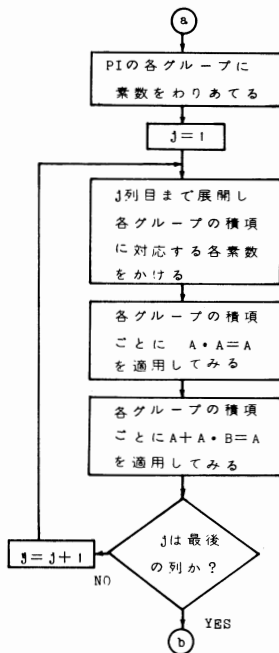 a
PIの各グループに
素数をわりあてる
j=1
j列目まで展開し
各グループの積項
に対応する各素数
をかける
各グループの積項
ごとに A・A=A
を適用してみる
各グループの積項
ごとにA+A・B=A
を適用してみる
jは最後
の列か?
j=j+1
NO
YES
b